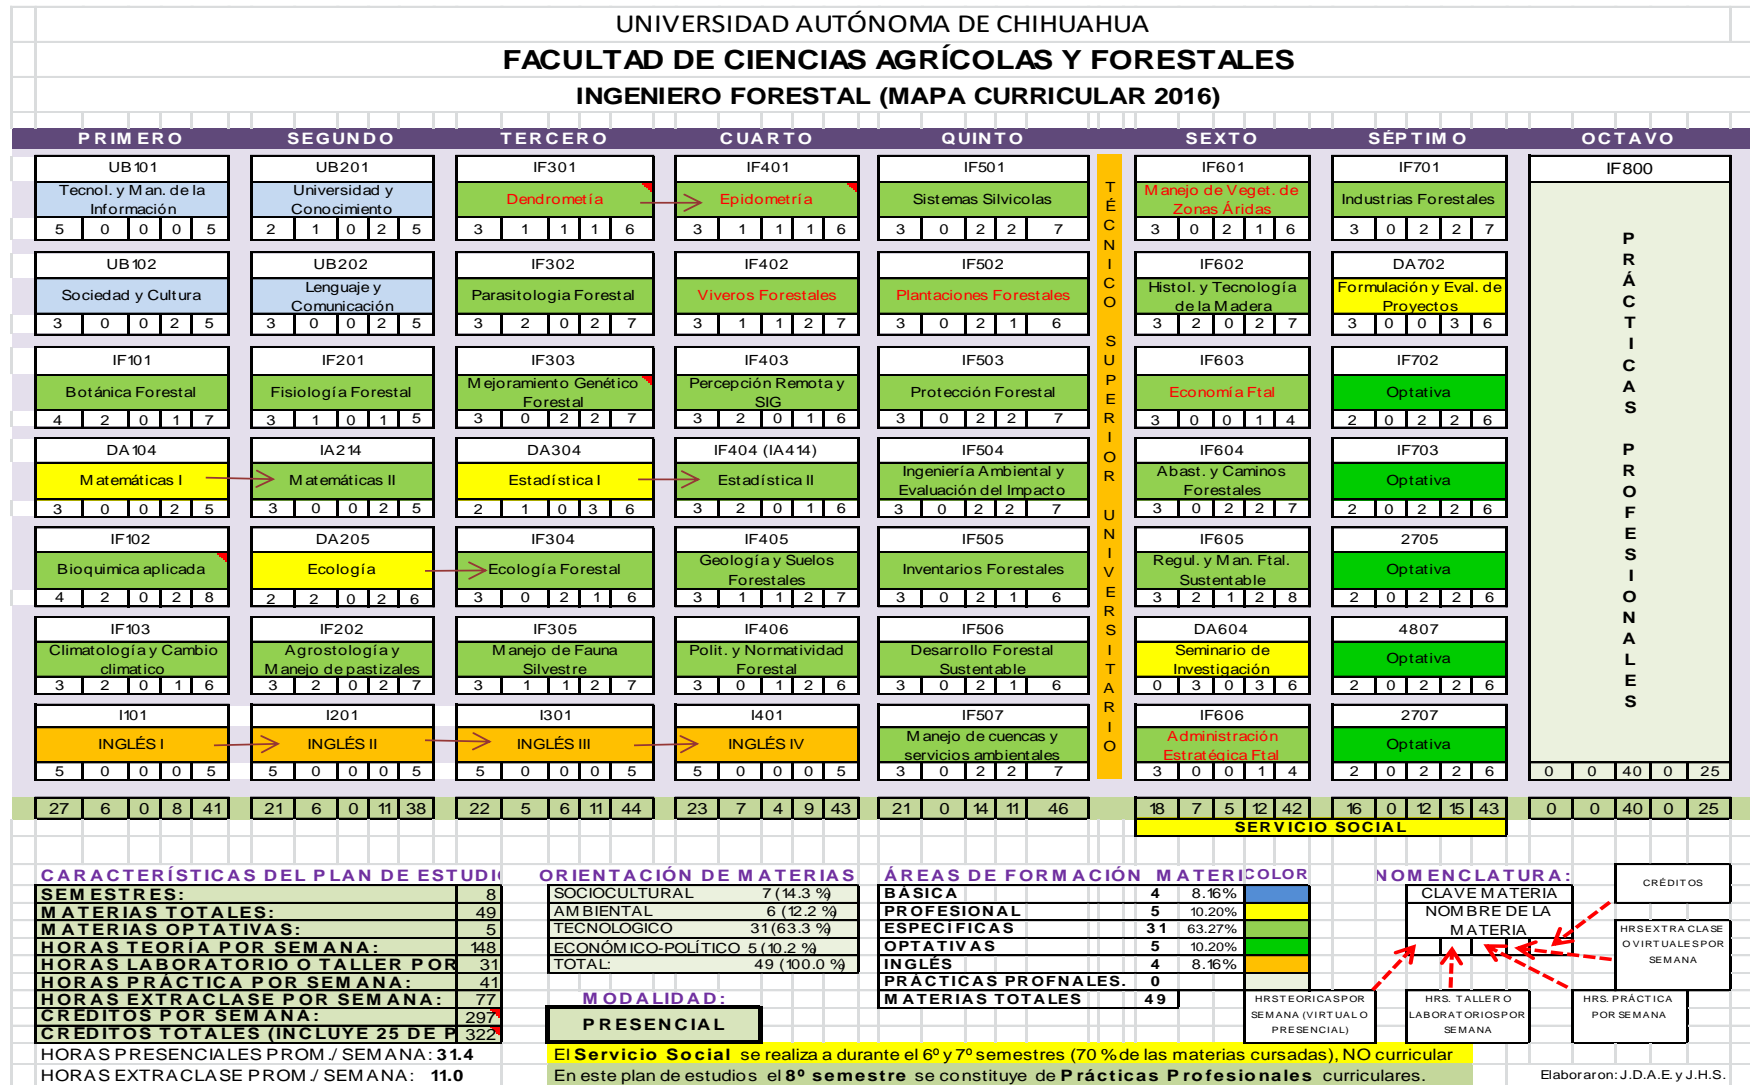 UNIVERSIDAD AUTÓNOMA DE CHIHUAHUA
FACULTAD DE CIENCIAS AGRÍCOLAS Y FORESTALES
INGENIERO FORESTAL (MAPA CURRICULAR 2016)
PRIMERO SEGUNDO TERCERO CUARTO QUINTO SEXTO SÉPTIMO OCTAVO
UB101 UB201 IF301 IF401 IF501 IF601 IF701 IF800
Tecnol. y Man. de la Universidad y Dendrometía Epidometría Sistemas Silvicolas Manejo de Veget. de Industrias Forestales
Información Conocimiento Zonas Áridas
5 0 0 0 5 2 1 0 2 5 3 1 1 1 6 3 1 1 1 6 3 0 2 2 7 3 0 2 1 6 3 0 2 2 7
UB102 UB202 IF302 IF402 IF502 IF602 DA702
Sociedad y Cultura Lenguaje y Parasitología Forestal Viveros Forestales Plantaciones Forestales Histol. y Tecnología Formulación y Eval. de
Comunicación de la Madera Proyectos
3 0 0 2 5 3 0 0 2 5 3 2 0 2 7 3 1 1 2 7 3 0 2 1 6 3 2 0 2 7 3 0 0 3 6
IF101 IF201 IF303 IF403 IF503 IF603 IF702
Botánica Forestal Fisiología Forestal Mejoramiento Genético Percepción Remota y Protección Forestal Economía Ftal Optativa
Forestal SIG
4 2 0 1 7 3 1 0 1 5 3 0 2 2 7 3 2 0 1 6 3 0 2 2 7 3 0 0 1 4 2 0 2 2 6
DA104 IA214 DA304 IF404 (IA414) IF504 IF604 IF703
Matemáticas I Matemáticas II Estadística I Estadística II Ingeniería Ambiental y Abast. y Caminos Optativa
Evaluación del Impacto Forestales
3 0 0 2 5 3 0 0 2 5 2 1 0 3 6 3 2 0 1 6 3 0 2 2 7 3 0 2 2 7 2 0 2 2 6
IF102 DA205 IF304 IF405 IF505 IF605 2705
Bioquimica aplicada Ecología Ecología Forestal Geología y Suelos Inventarios Forestales Regul. y Man. Ftal. Optativa
Forestales Sustentable
4 2 0 2 8 2 2 0 2 6 3 0 2 1 6 3 1 1 2 7 3 0 2 1 6 3 2 1 2 8 2 0 2 2 6
IF103 IF202 IF305 IF406 IF506 DA604 4807
Climatología y Cambio Agrostología y Manejo de Fauna Polit. y Normatividad Desarrollo Forestal Seminario de Optativa
climatico Manejo de pastizales Silvestre Forestal Sustentable Investigación
3 2 0 1 6 3 2 0 2 7 3 1 1 2 7 3 0 1 2 6 3 0 2 1 6 0 3 0 3 6 2 0 2 2 6
I101 I201 I301 I401 IF507 IF606 2707
INGLÉS I INGLÉS II INGLÉS III INGLÉS IV Manejo de cuencas y Administración Optativa
servicios ambientales Estratégica Ftal
5 0 0 0 5 5 0 0 0 5 5 0 0 0 5 5 0 0 0 5 3 0 2 2 7 3 0 0 1 4 2 0 2 2 6 0 0 40 0 25
TÉCNICO SUPERIOR UNIVERSITARIO
PRÁCTICAS PROFESIONALES
27 6 0 8 41 21 6 0 11 38 22 5 6 11 44 23 7 4 9 43 21 0 14 11 46 18 7 5 12 42 16 0 12 15 43 0 0 40 0 25
SERVICIO SOCIAL
CARACTERÍSTICAS DEL PLAN DE ESTUDI
SEMESTRES: 8
MATERIAS TOTALES: 49
MATERIAS OPTATIVAS: 5
HORAS TEORÍA POR SEMANA: 148
HORAS LABORATORIO O TALLER POR 31
HORAS PRÁCTICA POR SEMANA: 41
HORAS EXTRACLASE POR SEMANA: 77
CREDITOS POR SEMANA: 297
CREDITOS TOTALES (INCLUYE 25 DE P 322
HORAS PRESENCIALES PROM./ SEMANA: 31.4
HORAS EXTRACLASE PROM./ SEMANA: 11.0
ORIENTACIÓN DE MATERIAS
SOCIOCULTURAL 7 (14.3 %)
AMBIENTAL 6 (12.2 %)
TECNOLOGICO 31 (63.3 %)
ECONÓMICO-POLÍTICO 5 (10.2 %)
TOTAL: 49 (100.0 %)
MODALIDAD:
PRESENCIAL
ÁREAS DE FORMACIÓN MATERI COLOR
BÁSICA 4 8.16%
PROFESIONAL 5 10.20%
ESPECIFICAS 31 63.27%
OPTATIVAS 5 10.20%
INGLÉS 4 8.16%
PRÁCTICAS PROFNALES. 0
MATERIAS TOTALES 49
NOMENCLATURA:
CLAVE MATERIA
NOMBRE DE LA
MATERIA
CRÉDITOS
HRS EXTRA CLASE
O VIRTUALES POR
SEMANA
HRS TEORICAS POR
SEMANA (VIRTUAL O
PRESENCIAL)
HRS. TALLER O
LABORATORIOS POR
SEMANA
HRS. PRÁCTICA
POR SEMANA
El Servicio Social se realiza a durante el 6º y 7º semestres (70 % de las materias cursadas), NO curricular
En este plan de estudios el 8º semestre se constituye de Prácticas Profesionales curriculares.
Elaboraron: J.D.A.E. y J.H.S.